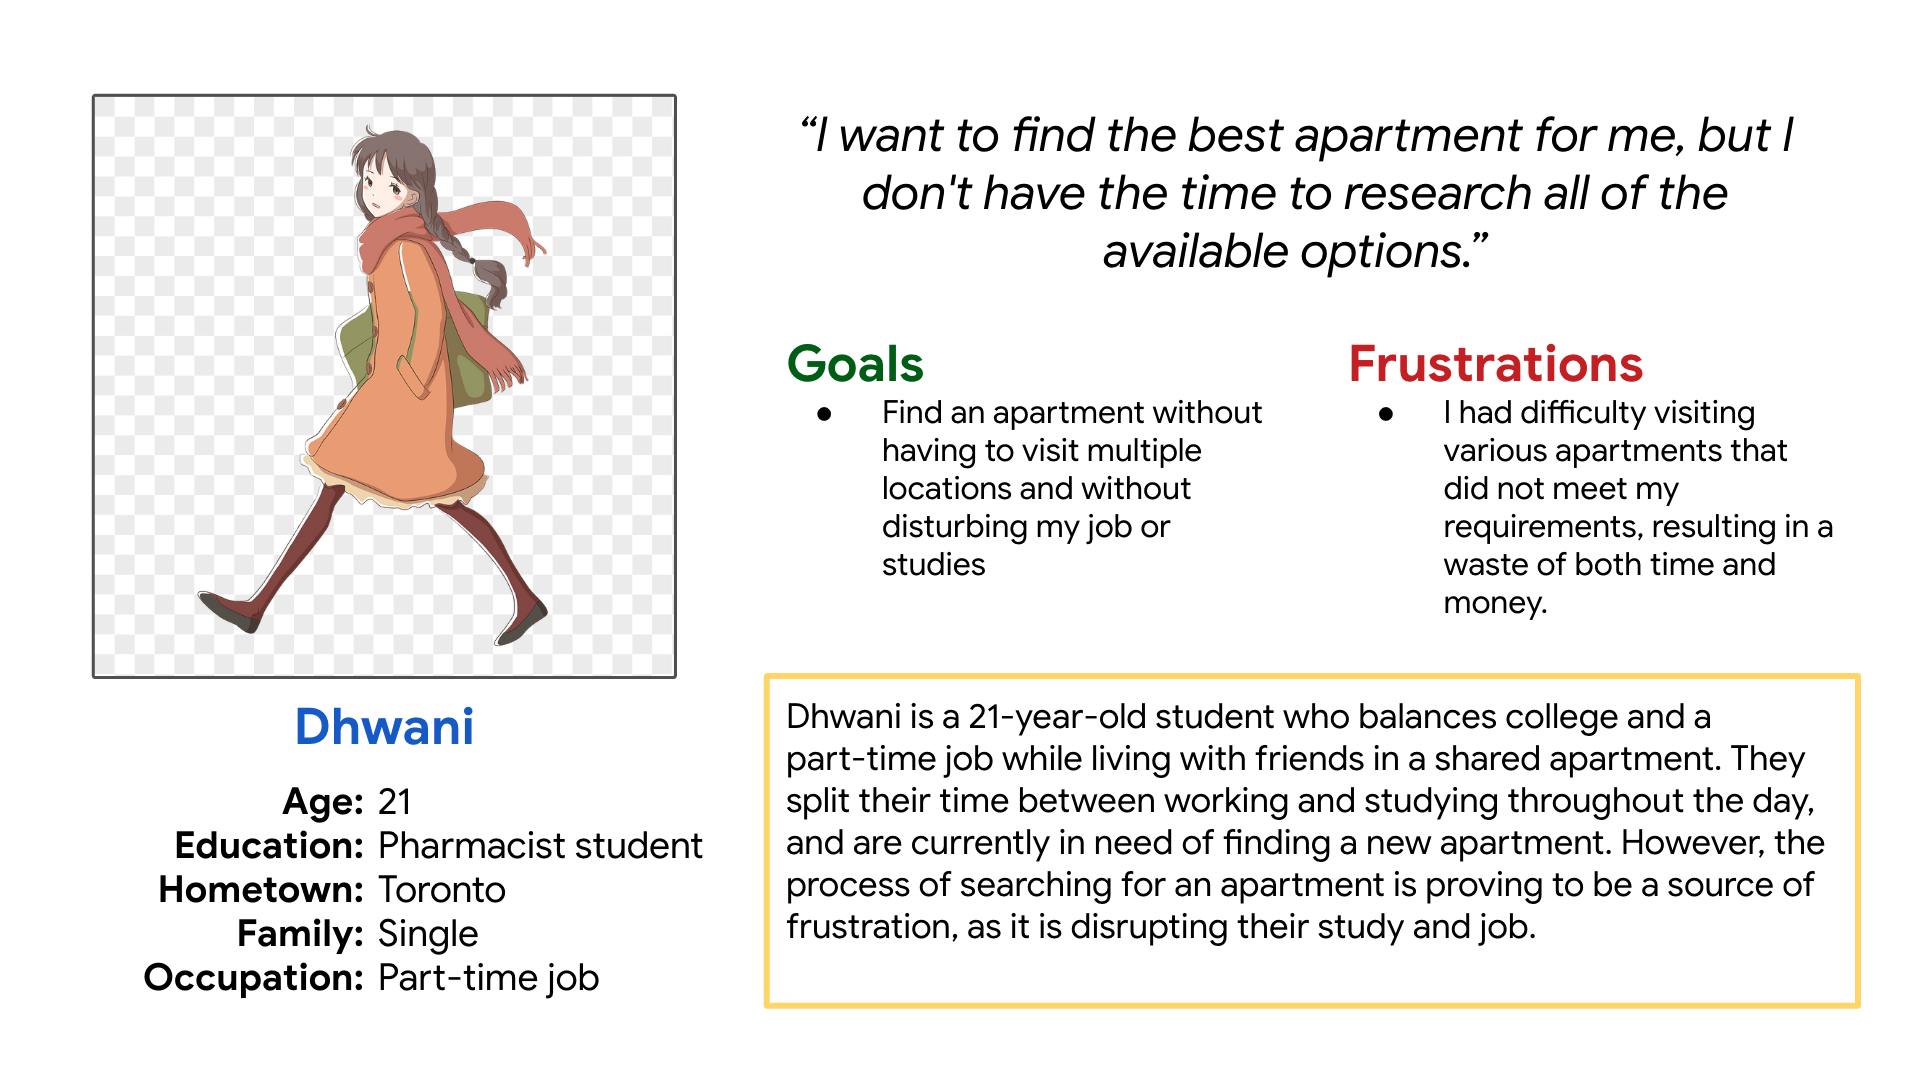 “I want to find the best apartment for me, but I
don't have the time to research all of the
available options.”
Goals
● Find an apartment without
having to visit multiple
locations and without
disturbing my job or
studies
Frustrations
● I had difficulty visiting
various apartments that
did not meet my
requirements, resulting in a
waste of both time and
money.
Dhwani
Age: 21
Education: Pharmacist student
Hometown: Toronto
Family: Single
Occupation: Part-time job
Dhwani is a 21-year-old student who balances college and a
part-time job while living with friends in a shared apartment. They
split their time between working and studying throughout the day,
and are currently in need of finding a new apartment. However, the
process of searching for an apartment is proving to be a source of
frustration, as it is disrupting their study and job.